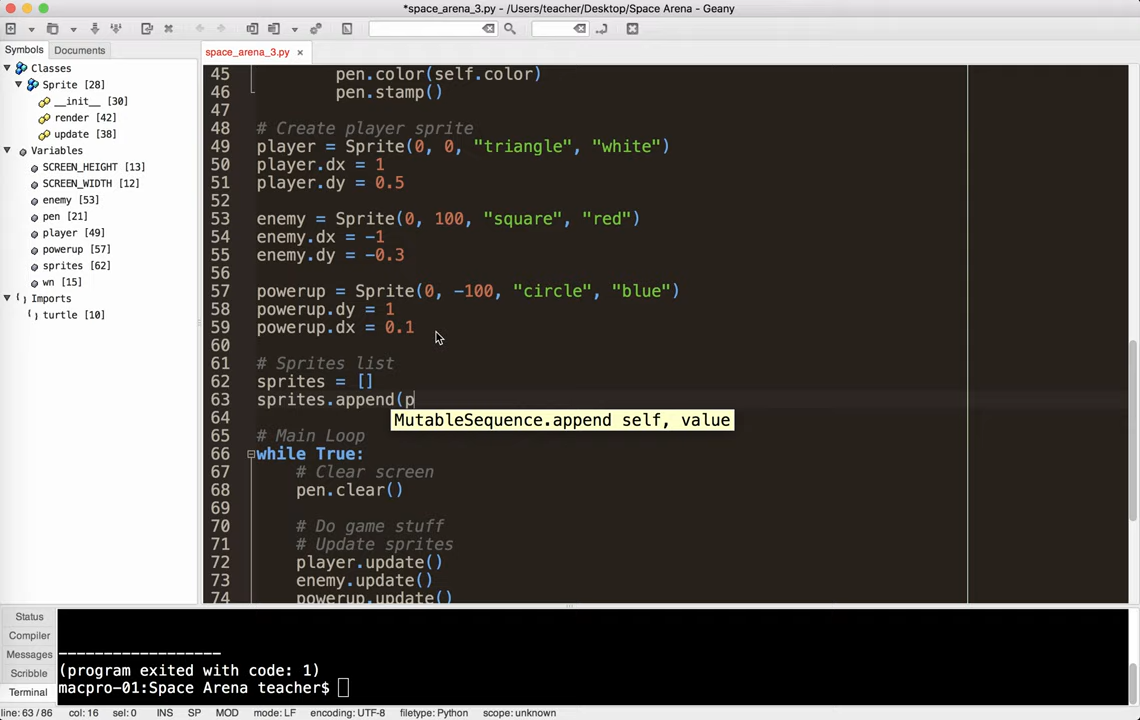 *space_arena_3.py - /Users/teacher/Desktop/Space Arena - Geany
Symbols Documents
space_arena_3.py ×
Classes
Sprite [28]
__init__ [30]
render [42]
update [38]
Variables
SCREEN_HEIGHT [13]
SCREEN_WIDTH [12]
enemy [53]
pen [21]
player [49]
powerup [57]
sprites [62]
wn [15]
Imports
turtle [10]
45 pen.color(self.color)
46 pen.stamp()
47
48 # Create player sprite
49 player = Sprite(0, 0, "triangle", "white")
50 player.dx = 1
51 player.dy = 0.5
52
53 enemy = Sprite(0, 100, "square", "red")
54 enemy.dx = -1
55 enemy.dy = -0.3
56
57 powerup = Sprite(0, -100, "circle", "blue")
58 powerup.dy = 1
59 powerup.dx = 0.1
60
61 # Sprites list
62 sprites = []
63 sprites.append(p
MutableSequence.append self, value
64
65 # Main Loop
66 while True:
67 # Clear screen
68 pen.clear()
69
70 # Do game stuff
71 # Update sprites
72 player.update()
73 enemy.update()
74 powerup.update()
Status
Compiler
Messages
Scribble
Terminal
------------------
(program exited with code: 1)
macpro-01:Space Arena teacher$
line: 63 / 86 col: 16 sel: 0 INS SP MOD mode: LF encoding: UTF-8 filetype: Python scope: unknown